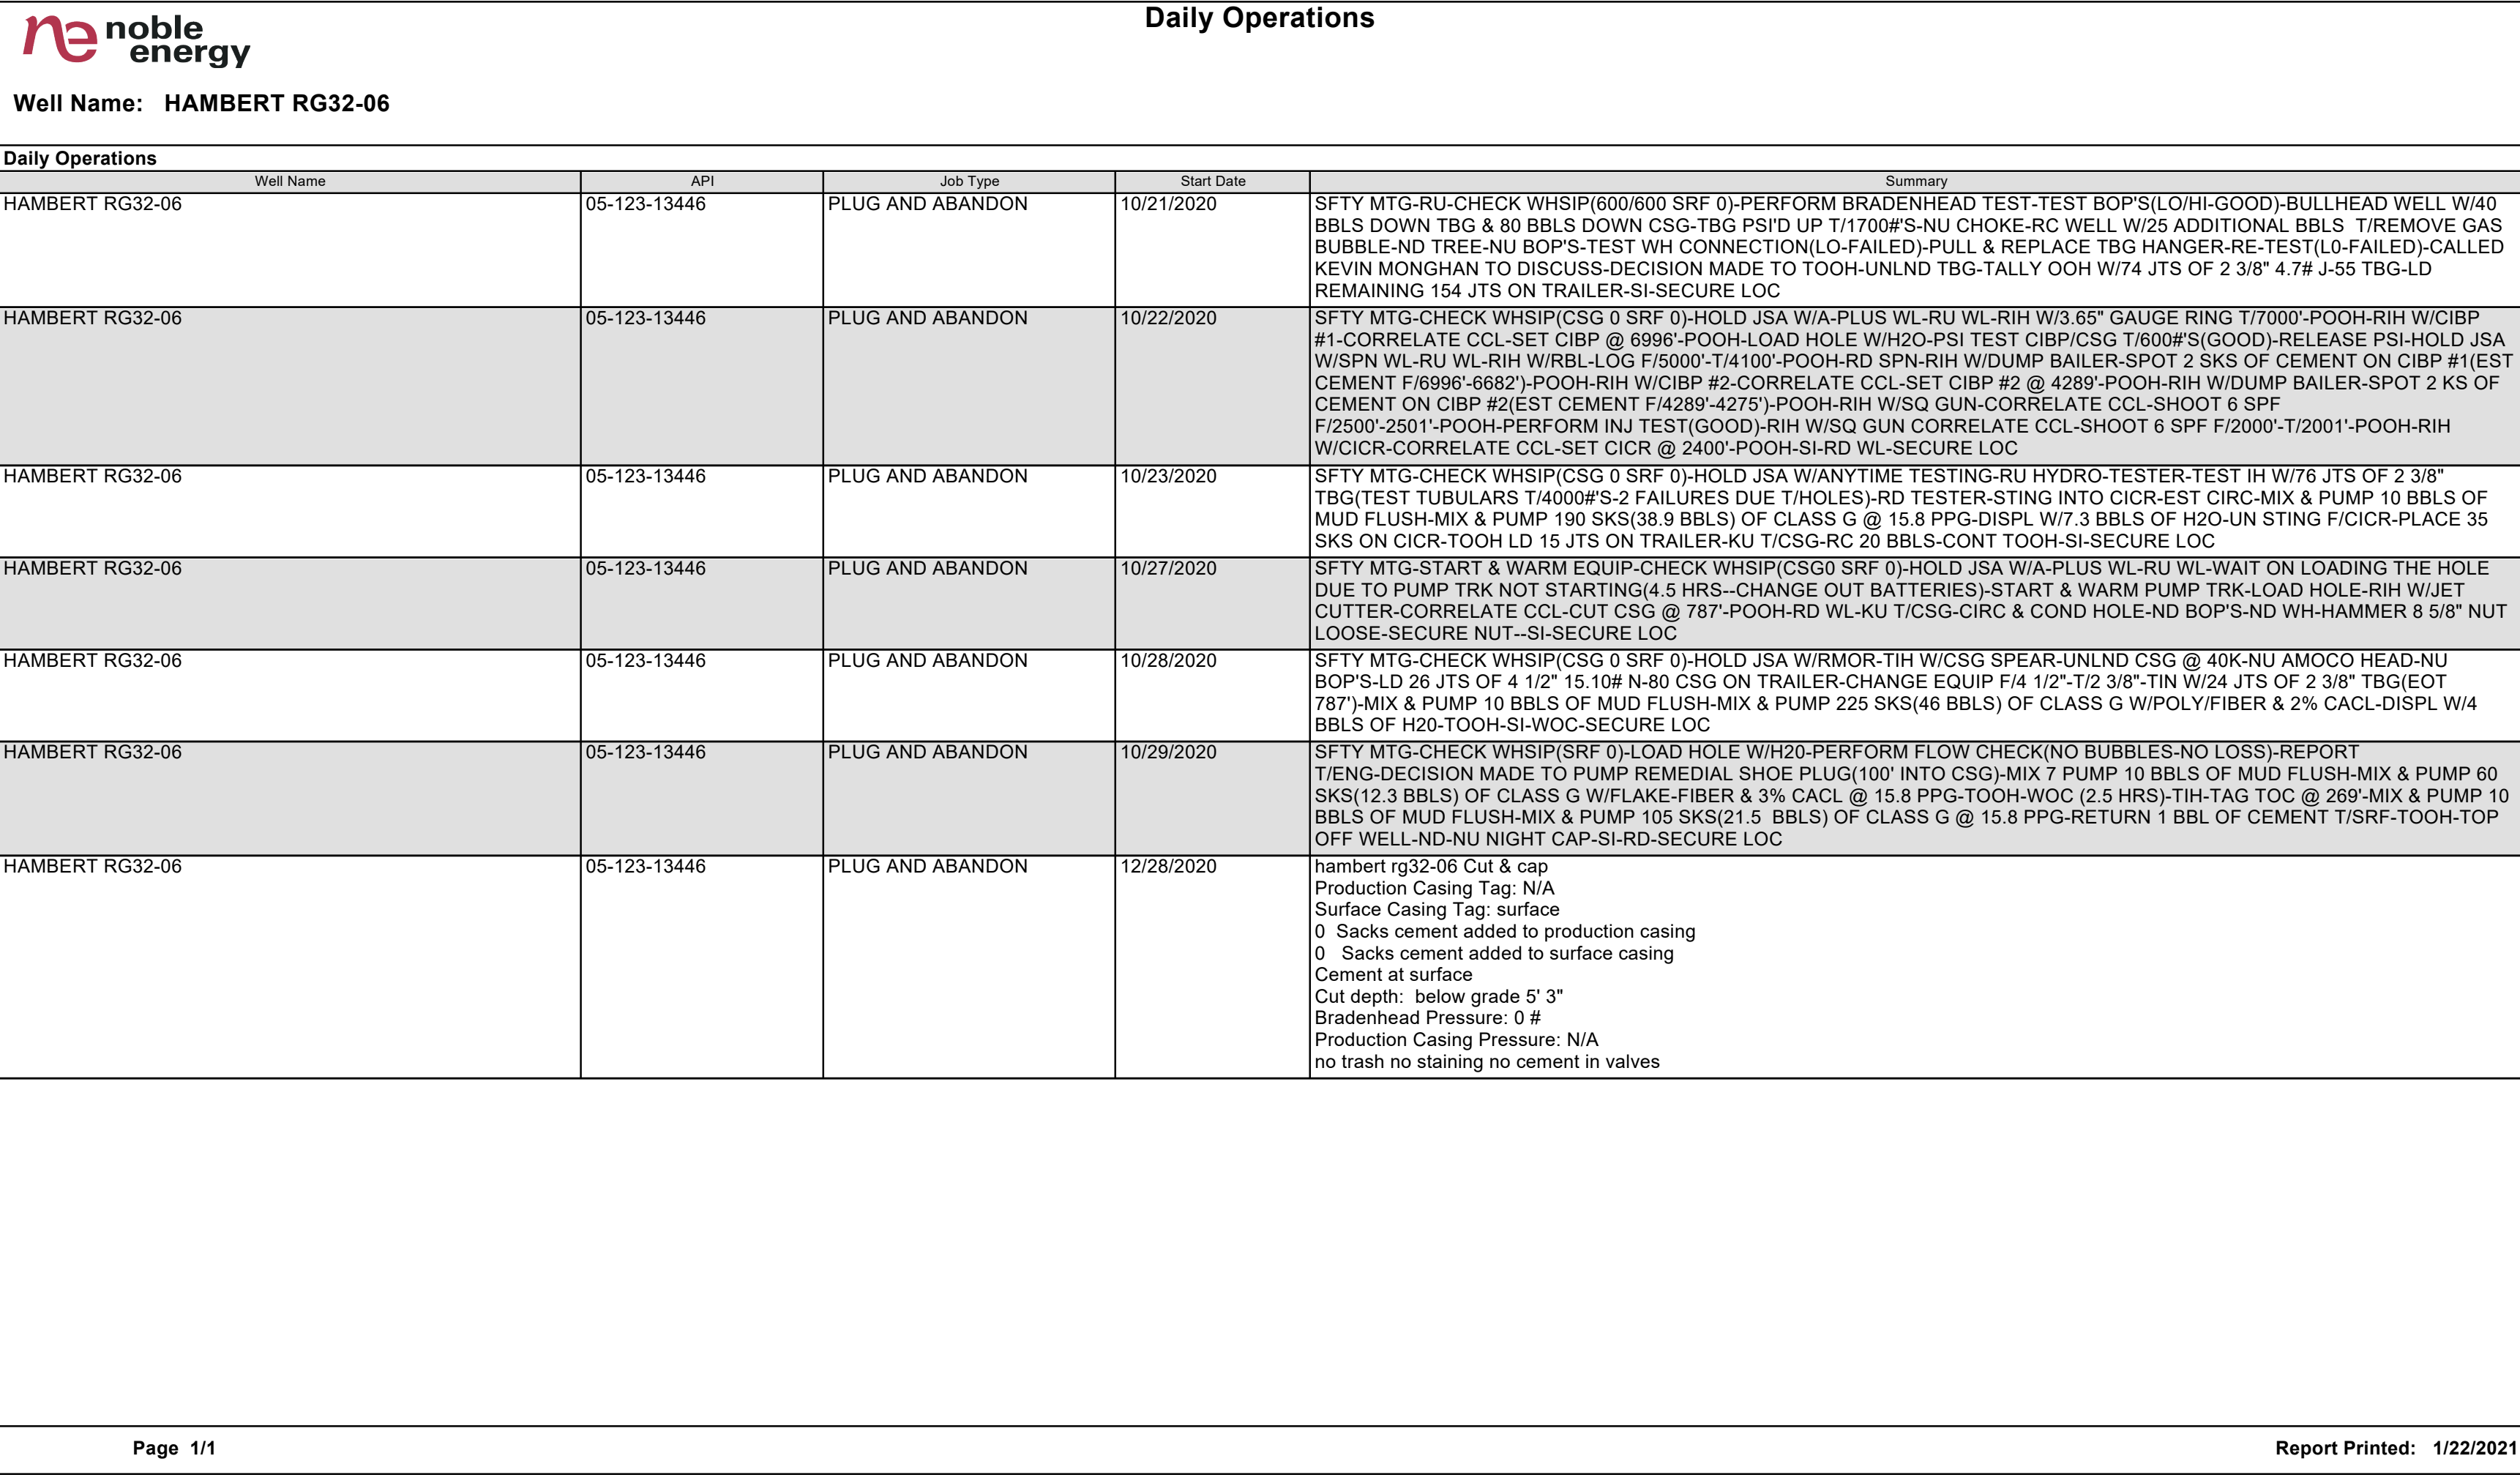 Daily Operations
noble
energy
Well Name: HAMBERT RG32-06
Daily Operations
Well Name API Job Type Start Date Summary
HAMBERT RG32-06 05-123-13446 PLUG AND ABANDON 10/21/2020 SFTY MTG-RU-CHECK WHSIP(600/600 SRF 0)-PERFORM BRADENHEAD TEST-TEST BOP'S(LO/HI-GOOD)-BULLHEAD WELL W/40
BBLS DOWN TBG & 80 BBLS DOWN CSG-TBG PSI'D UP T/1700#'S-NU CHOKE-RC WELL W/25 ADDITIONAL BBLS  T/REMOVE GAS
BUBBLE-ND TREE-NU BOP'S-TEST WH CONNECTION(LO-FAILED)-PULL & REPLACE TBG HANGER-RE-TEST(L0-FAILED)-CALLED
KEVIN MONGHAN TO DISCUSS-DECISION MADE TO TOOH-UNLND TBG-TALLY OOH W/74 JTS OF 2 3/8" 4.7# J-55 TBG-LD
REMAINING 154 JTS ON TRAILER-SI-SECURE LOC
HAMBERT RG32-06 05-123-13446 PLUG AND ABANDON 10/22/2020 SFTY MTG-CHECK WHSIP(CSG 0 SRF 0)-HOLD JSA W/A-PLUS WL-RU WL-RIH W/3.65" GAUGE RING T/7000'-POOH-RIH W/CIBP
#1-CORRELATE CCL-SET CIBP @ 6996'-POOH-LOAD HOLE W/H2O-PSI TEST CIBP/CSG T/600#'S(GOOD)-RELEASE PSI-HOLD JSA
W/SPN WL-RU WL-RIH W/RBL-LOG F/5000'-T/4100'-POOH-RD SPN-RIH W/DUMP BAILER-SPOT 2 SKS OF CEMENT ON CIBP #1(EST
CEMENT F/6996'-6682')-POOH-RIH W/CIBP #2-CORRELATE CCL-SET CIBP #2 @ 4289'-POOH-RIH W/DUMP BAILER-SPOT 2 KS OF
CEMENT ON CIBP #2(EST CEMENT F/4289'-4275')-POOH-RIH W/SQ GUN-CORRELATE CCL-SHOOT 6 SPF
F/2500'-2501'-POOH-PERFORM INJ TEST(GOOD)-RIH W/SQ GUN CORRELATE CCL-SHOOT 6 SPF F/2000'-T/2001'-POOH-RIH
W/CICR-CORRELATE CCL-SET CICR @ 2400'-POOH-SI-RD WL-SECURE LOC
HAMBERT RG32-06 05-123-13446 PLUG AND ABANDON 10/23/2020 SFTY MTG-CHECK WHSIP(CSG 0 SRF 0)-HOLD JSA W/ANYTIME TESTING-RU HYDRO-TESTER-TEST IH W/76 JTS OF 2 3/8"
TBG(TEST TUBULARS T/4000#'S-2 FAILURES DUE T/HOLES)-RD TESTER-STING INTO CICR-EST CIRC-MIX & PUMP 10 BBLS OF
MUD FLUSH-MIX & PUMP 190 SKS(38.9 BBLS) OF CLASS G @ 15.8 PPG-DISPL W/7.3 BBLS OF H2O-UN STING F/CICR-PLACE 35
SKS ON CICR-TOOH LD 15 JTS ON TRAILER-KU T/CSG-RC 20 BBLS-CONT TOOH-SI-SECURE LOC
HAMBERT RG32-06 05-123-13446 PLUG AND ABANDON 10/27/2020 SFTY MTG-START & WARM EQUIP-CHECK WHSIP(CSG0 SRF 0)-HOLD JSA W/A-PLUS WL-RU WL-WAIT ON LOADING THE HOLE
DUE TO PUMP TRK NOT STARTING(4.5 HRS--CHANGE OUT BATTERIES)-START & WARM PUMP TRK-LOAD HOLE-RIH W/JET
CUTTER-CORRELATE CCL-CUT CSG @ 787'-POOH-RD WL-KU T/CSG-CIRC & COND HOLE-ND BOP'S-ND WH-HAMMER 8 5/8" NUT
LOOSE-SECURE NUT--SI-SECURE LOC
HAMBERT RG32-06 05-123-13446 PLUG AND ABANDON 10/28/2020 SFTY MTG-CHECK WHSIP(CSG 0 SRF 0)-HOLD JSA W/RMOR-TIH W/CSG SPEAR-UNLND CSG @ 40K-NU AMOCO HEAD-NU
BOP'S-LD 26 JTS OF 4 1/2" 15.10# N-80 CSG ON TRAILER-CHANGE EQUIP F/4 1/2"-T/2 3/8"-TIN W/24 JTS OF 2 3/8" TBG(EOT
787')-MIX & PUMP 10 BBLS OF MUD FLUSH-MIX & PUMP 225 SKS(46 BBLS) OF CLASS G W/POLY/FIBER & 2% CACL-DISPL W/4
BBLS OF H20-TOOH-SI-WOC-SECURE LOC
HAMBERT RG32-06 05-123-13446 PLUG AND ABANDON 10/29/2020 SFTY MTG-CHECK WHSIP(SRF 0)-LOAD HOLE W/H20-PERFORM FLOW CHECK(NO BUBBLES-NO LOSS)-REPORT
T/ENG-DECISION MADE TO PUMP REMEDIAL SHOE PLUG(100' INTO CSG)-MIX 7 PUMP 10 BBLS OF MUD FLUSH-MIX & PUMP 60
SKS(12.3 BBLS) OF CLASS G W/FLAKE-FIBER & 3% CACL @ 15.8 PPG-TOOH-WOC (2.5 HRS)-TIH-TAG TOC @ 269'-MIX & PUMP 10
BBLS OF MUD FLUSH-MIX & PUMP 105 SKS(21.5  BBLS) OF CLASS G @ 15.8 PPG-RETURN 1 BBL OF CEMENT T/SRF-TOOH-TOP
OFF WELL-ND-NU NIGHT CAP-SI-RD-SECURE LOC
HAMBERT RG32-06 05-123-13446 PLUG AND ABANDON 12/28/2020 hambert rg32-06 Cut & cap
Production Casing Tag: N/A
Surface Casing Tag: surface
0  Sacks cement added to production casing
0   Sacks cement added to surface casing
Cement at surface
Cut depth:  below grade 5' 3"
Bradenhead Pressure: 0 #
Production Casing Pressure: N/A
no trash no staining no cement in valves
Page 1/1 Report Printed: 1/22/2021